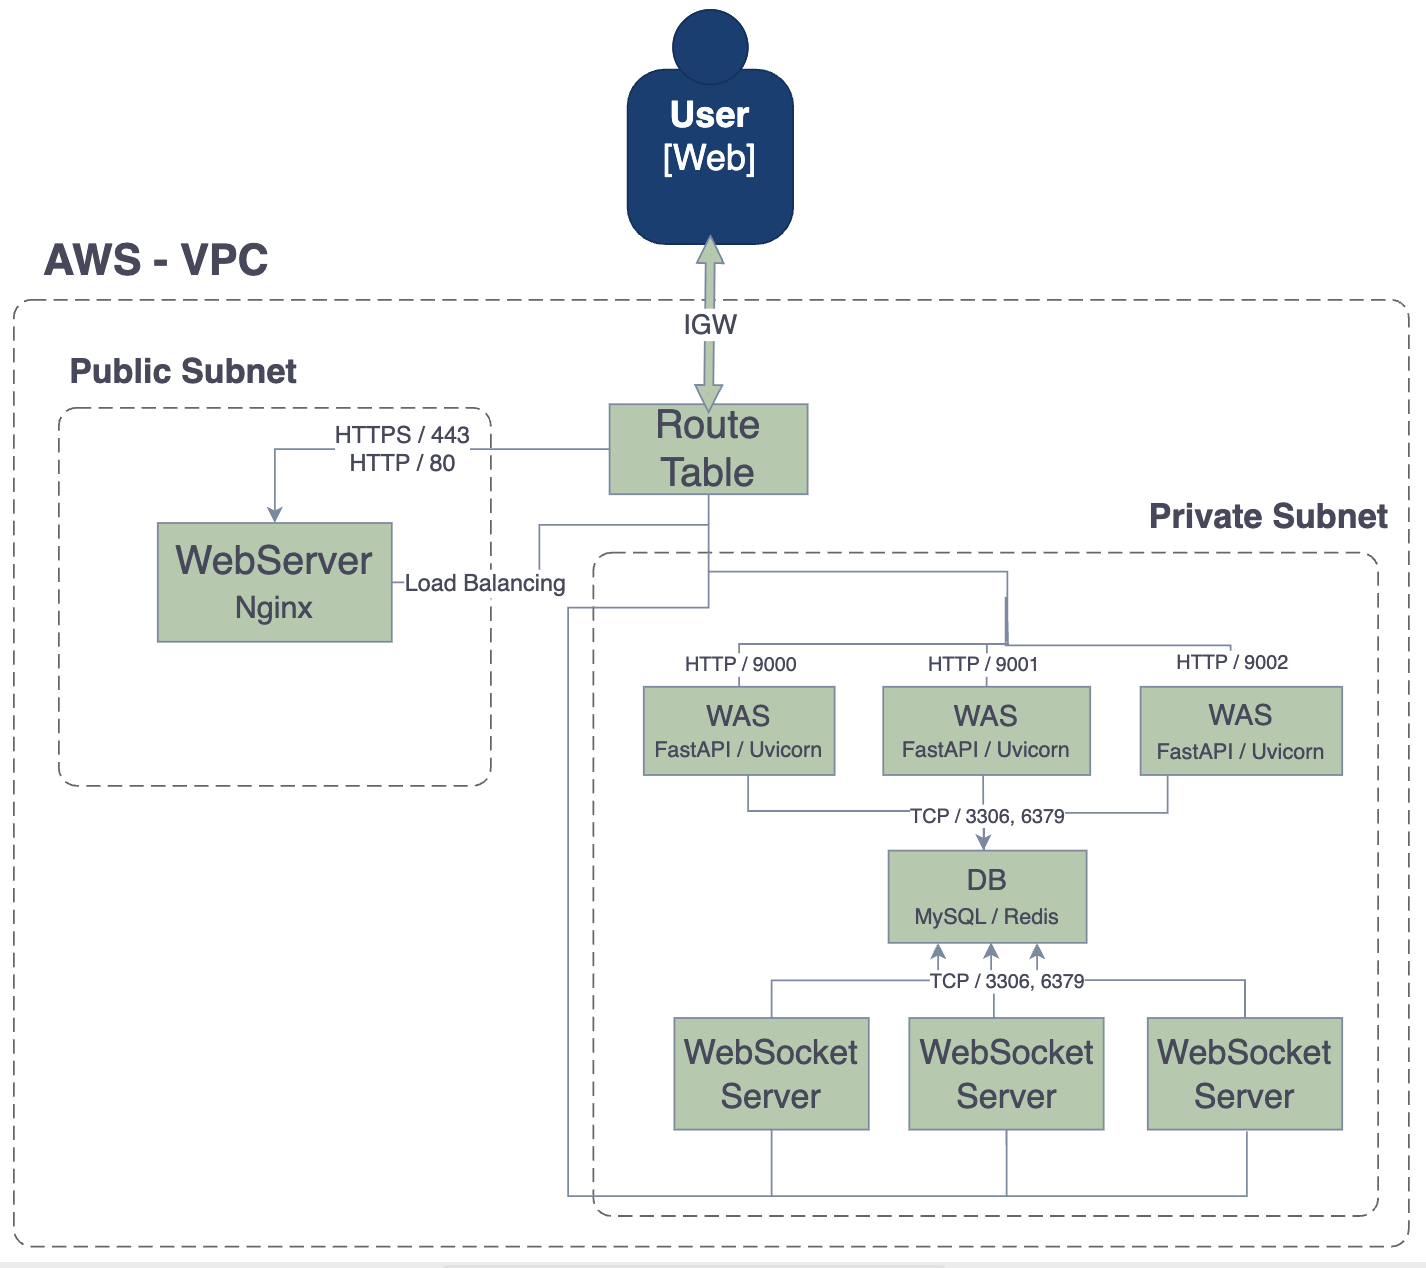 User
[Web]
AWS - VPC
IGW
Public Subnet
Route
Table
HTTPS / 443
HTTP / 80
Private Subnet
WebServer
Nginx
Load Balancing
HTTP / 9000
HTTP / 9001
HTTP / 9002
WAS
FastAPI / Uvicorn
WAS
FastAPI / Uvicorn
WAS
FastAPI / Uvicorn
TCP / 3306, 6379
DB
MySQL / Redis
TCP / 3306, 6379
WebSocket
Server
WebSocket
Server
WebSocket
Server